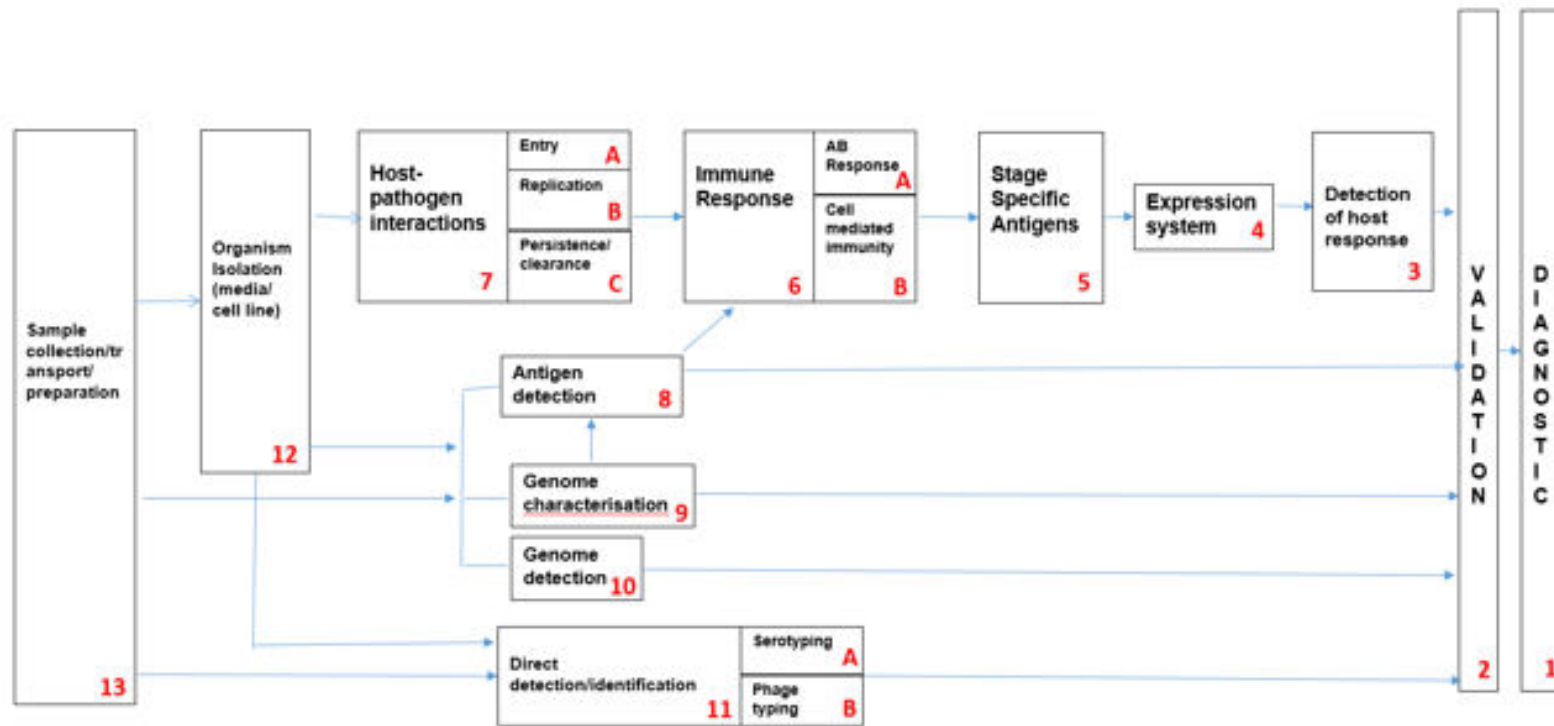 Sample
collection/tr
ansport/
preparation
13
Organism
Isolation
(media/
cell line)
12
Host-
pathogen
interactions
7
Entry
A
Replication
B
Persistence/
clearance
C
Immune
Response
6
AB
Response
A
Cell
mediated
immunity
B
Stage
Specific
Antigens
5
Expression
system
4
Detection
of host
response
3
Antigen
detection
8
Genome
characterisation
9
Genome
detection
10
Direct
detection/identification
11
Serotyping
A
Phage
typing
B
V
A
L
I
D
A
T
I
O
N
2
D
I
A
G
N
O
S
T
I
C
1